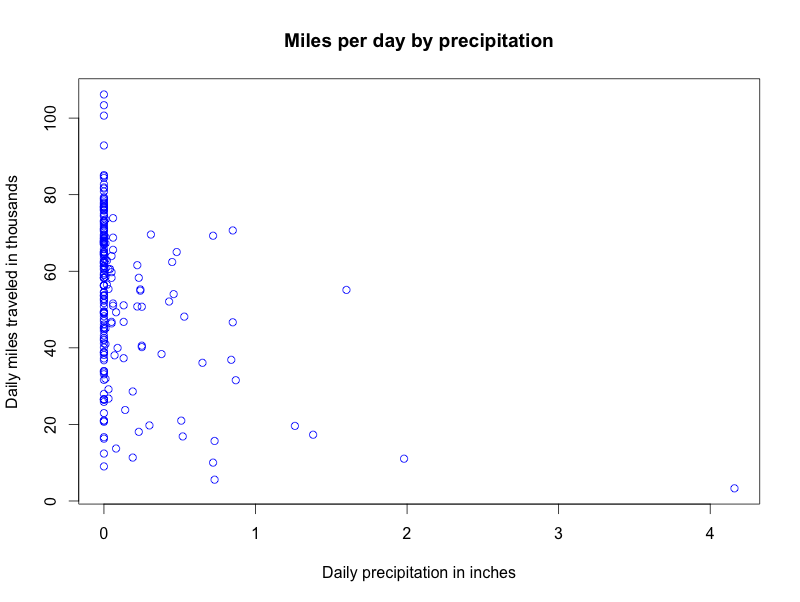 Miles per day by precipitation
Daily miles traveled in thousands
100
80
60
40
20
0
0 1 2 3 4
Daily precipitation in inches